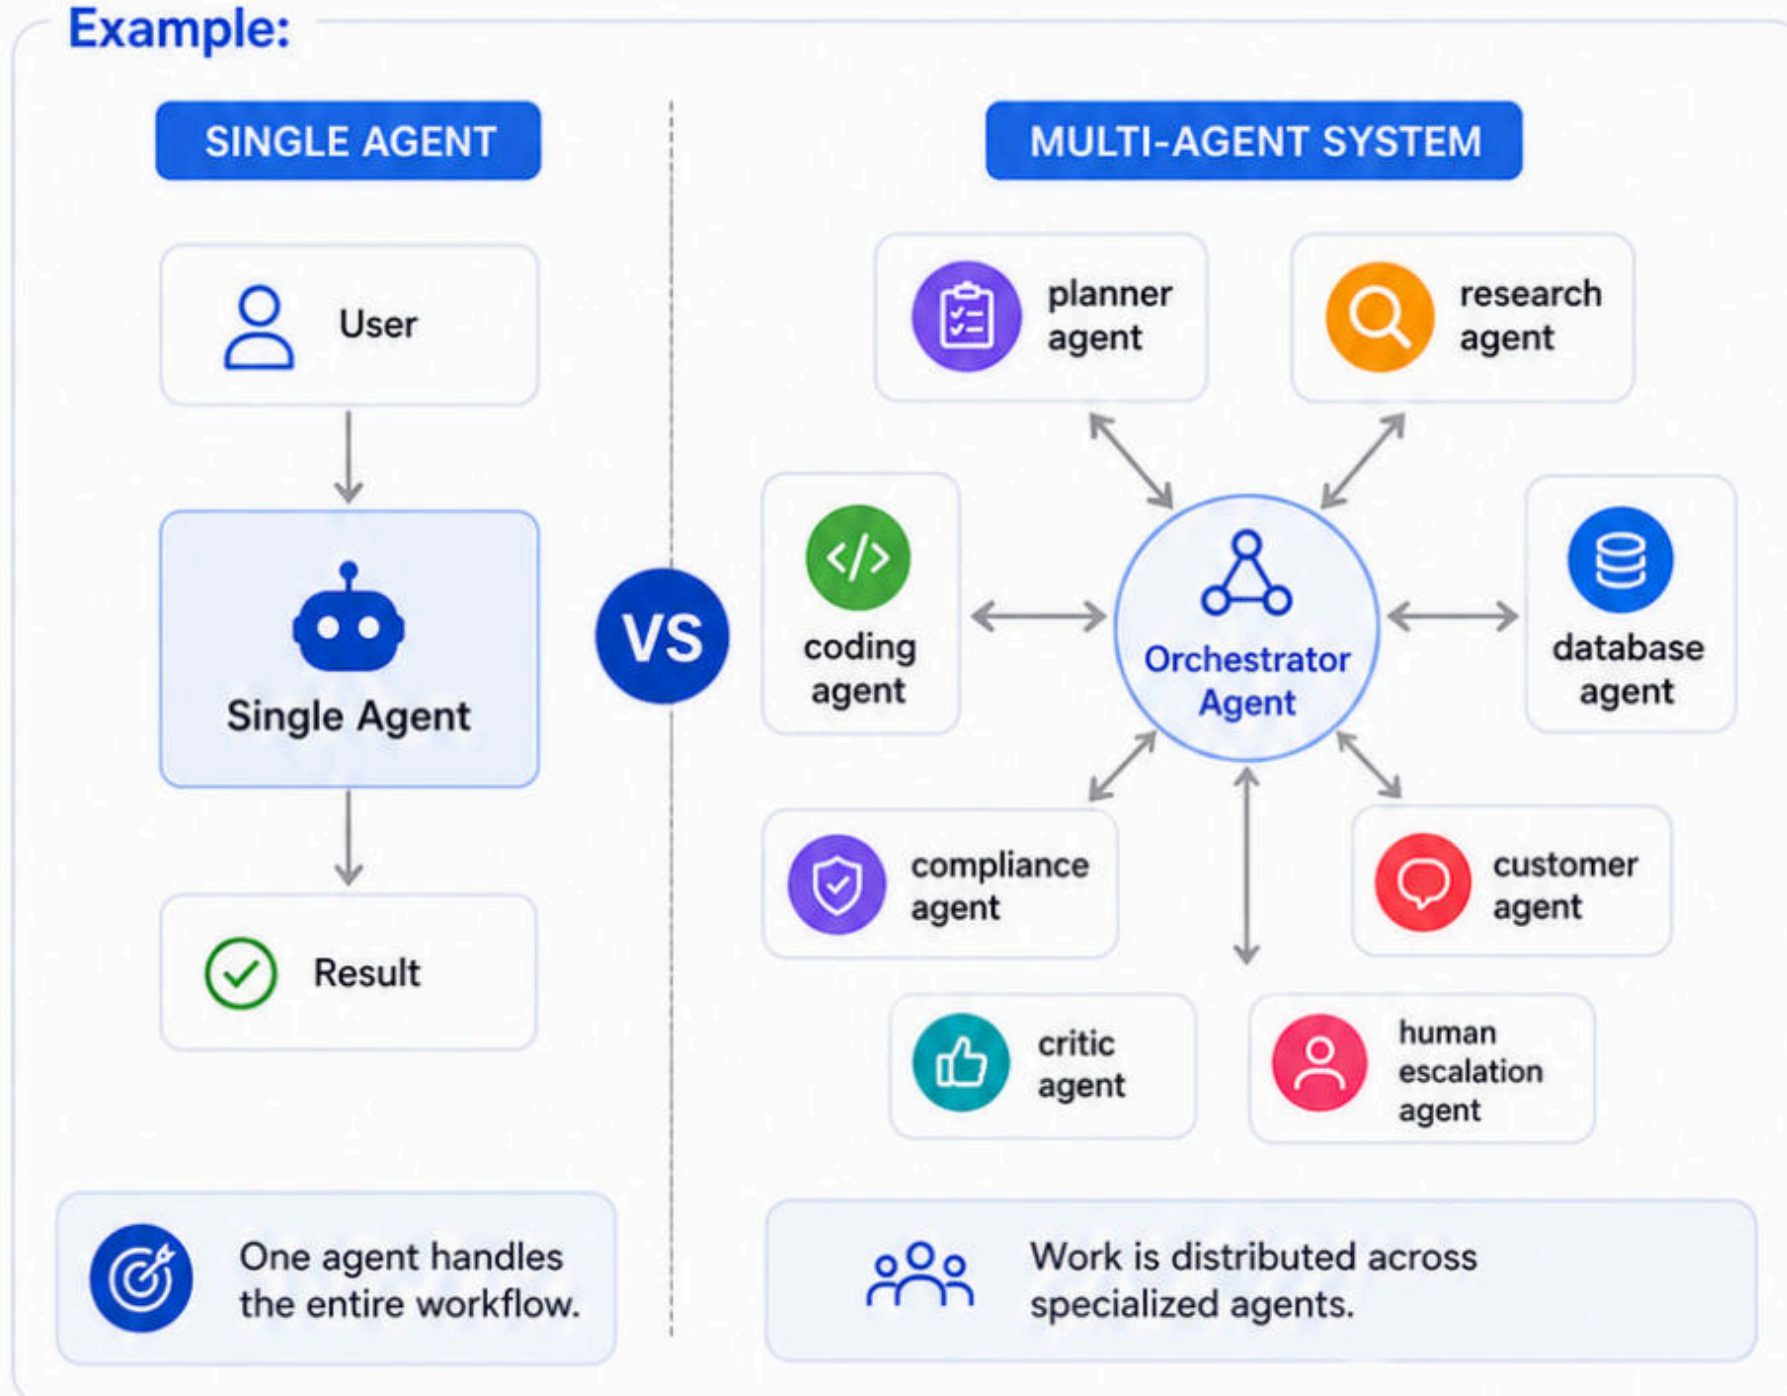 Example:
SINGLE AGENT
User
Single Agent
Result
One agent handles
the entire workflow.
VS
MULTI-AGENT SYSTEM
planner
agent
research
agent
coding
agent
Orchestrator
Agent
database
agent
compliance
agent
customer
agent
critic
agent
human
escalation
agent
Work is distributed across
specialized agents.